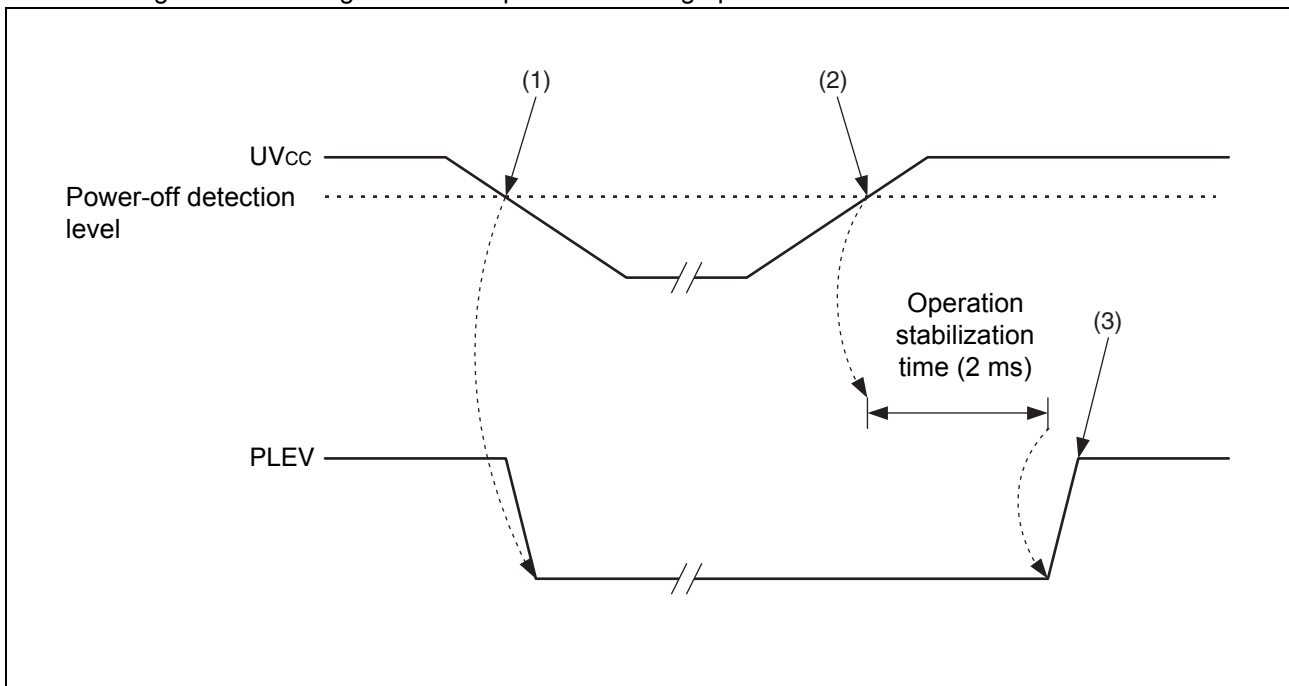 (1)
(2)
UVCC
Power-off detection
level
Operation
stabilization
time (2 ms)
(3)
PLEV